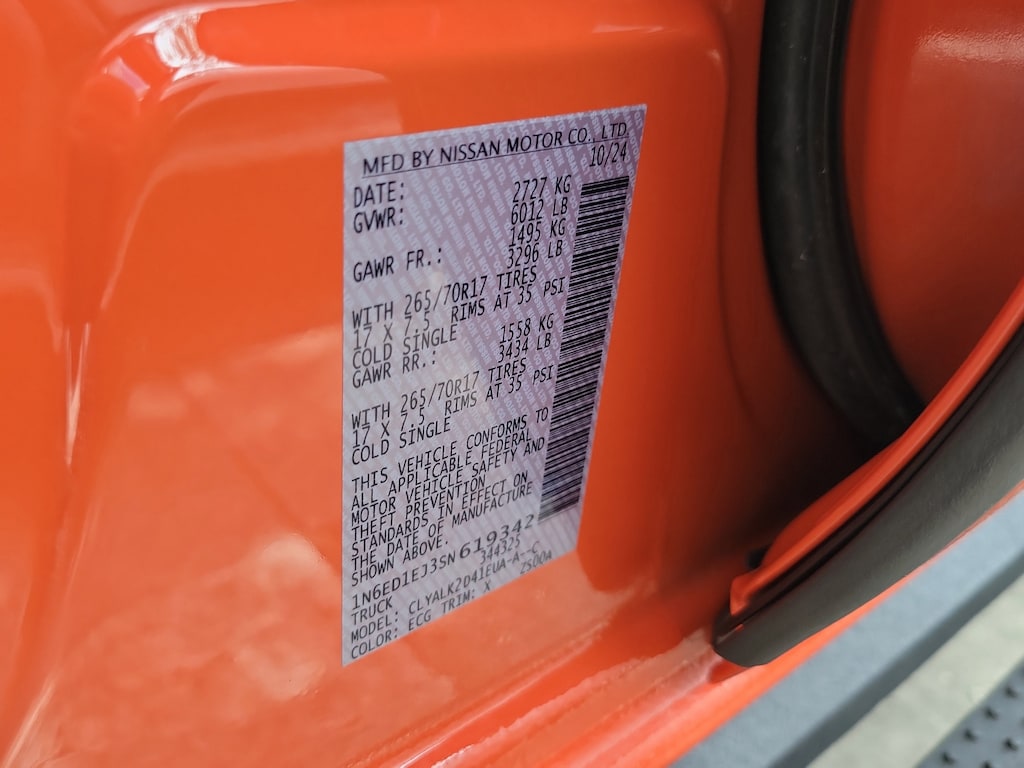 MFD BY NISSAN MOTOR CO., LTD.
DATE: 10/24
GVWR: 2727 KG
6012 LB
GAWR FR.: 1495 KG
3296 LB
WITH 265/70R17 TIRES
17 X 7.5 RIMS AT 35 PSI
COLD SINGLE
GAWR RR.: 1558 KG
3434 LB
WITH 265/70R17 TIRES
17 X 7.5 RIMS AT 35 PSI
COLD SINGLE
THIS VEHICLE CONFORMS TO
ALL APPLICABLE FEDERAL
MOTOR VEHICLE SAFETY AND
THEFT PREVENTION
STANDARDS IN EFFECT ON
THE DATE OF MANUFACTURE
SHOWN ABOVE.
1N6ED1EJ3SN619342
TRUCK 344325
MODEL: CLYALK2D41EUA-A--C
COLOR: ECG TRIM: X 2S00A